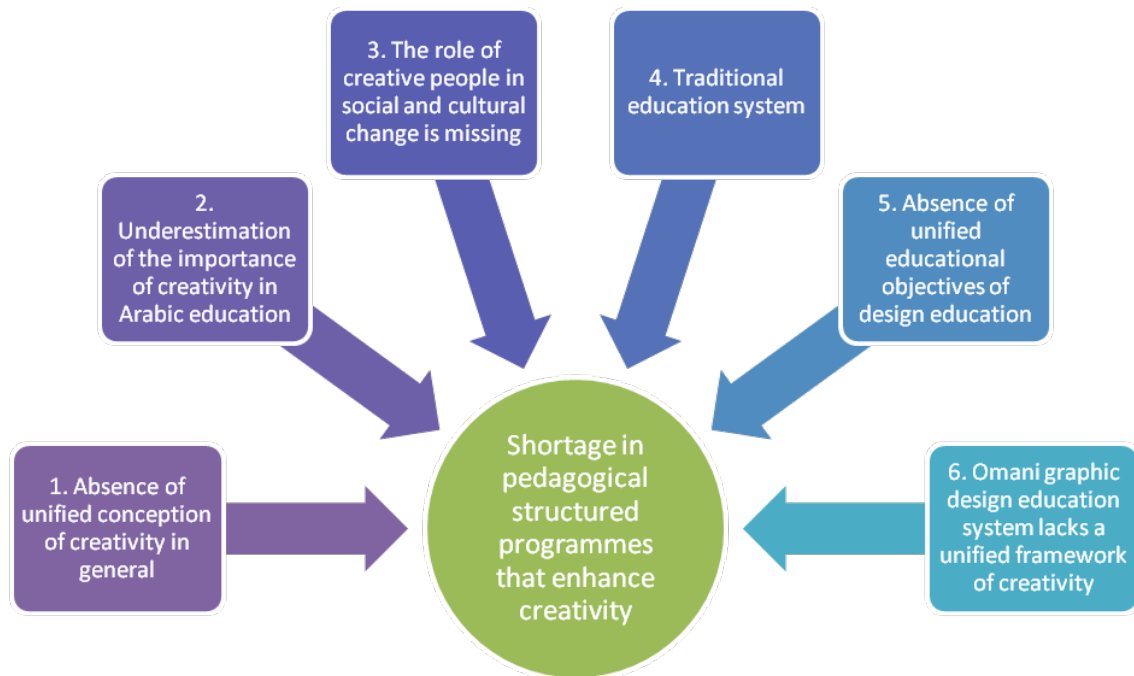 1. Absence of
unified conception
of creativity in
general
2.
Underestimation
of the importance
of creativity in
Arabic education
3. The role of
creative people in
social and cultural
change is missing
4. Traditional
education system
5. Absence of
unified
educational
objectives of
design education
6. Omani graphic
design education
system lacks a
unified framework
of creativity
Shortage in
pedagogical
structured
programmes
that enhance
creativity